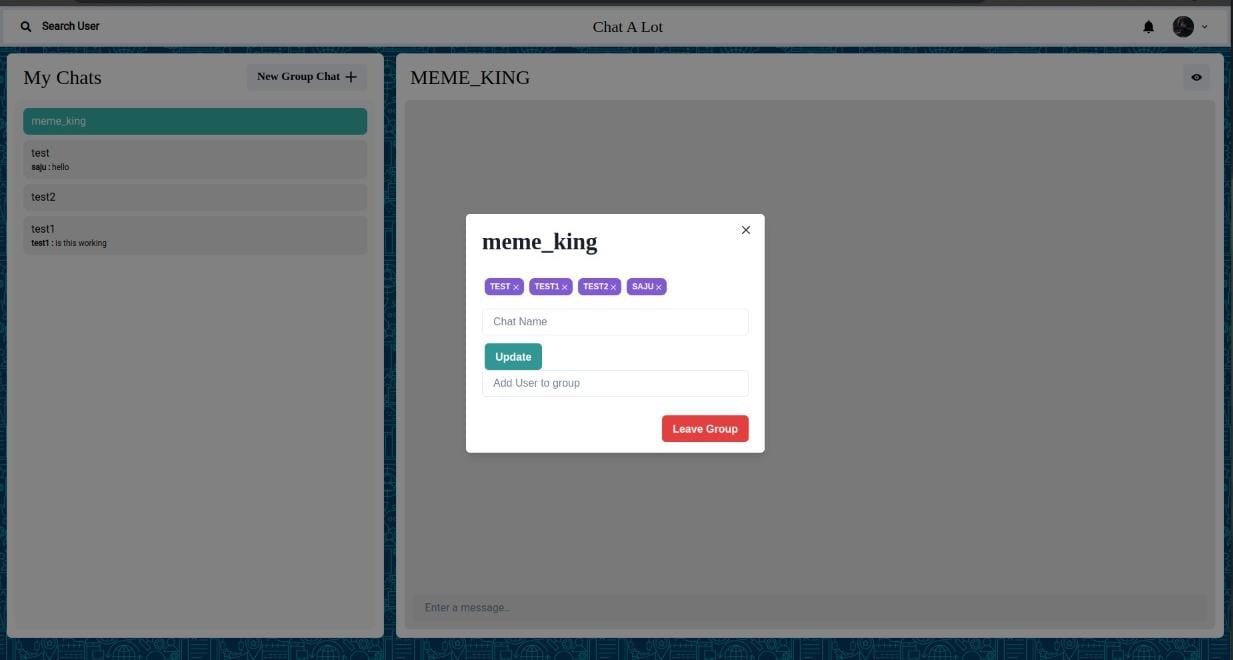 Search User
Chat A Lot
My Chats
New Group Chat
MEME_KING
meme_king
test
saju : hello
test2
test1
test1 : is this working
meme_king
TEST
TEST1
TEST2
SAJU
Chat Name
Update
Add User to group
Leave Group
Enter a message..